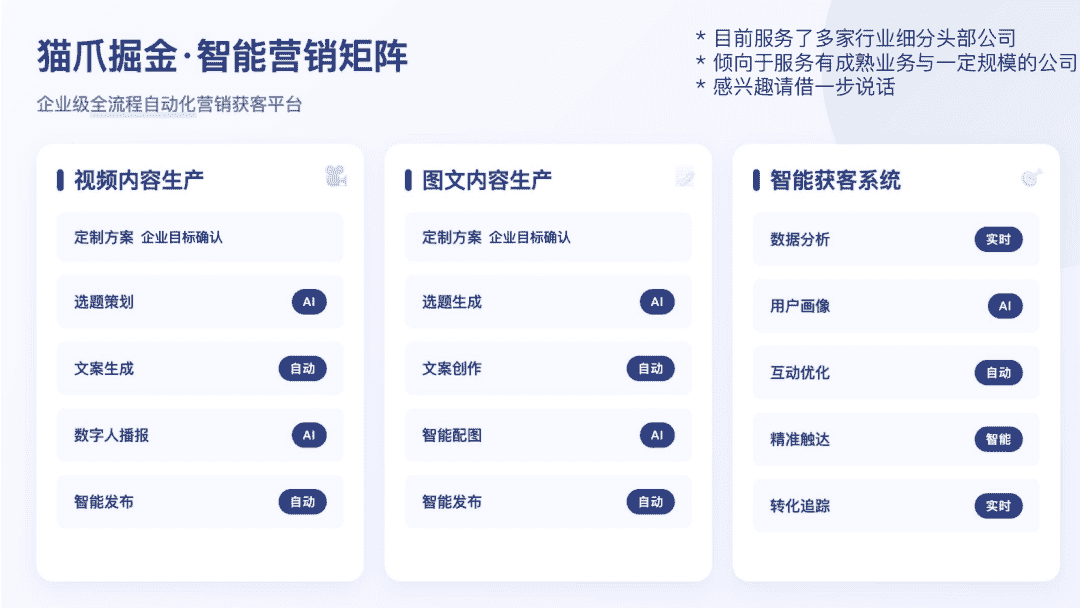 猫爪掘金·智能营销矩阵
企业级全流程自动化营销获客平台
* 目前服务了多家行业细分头部公司
* 倾向于服务有成熟业务与一定规模的公司
* 感兴趣请借一步说话
视频内容生产
定制方案 企业目标确认
选题策划 AI
文案生成 自动
数字人播报 AI
智能发布 自动
图文内容生产
定制方案 企业目标确认
选题生成 AI
文案创作 自动
智能配图 AI
智能发布 自动
智能获客系统
数据分析 实时
用户画像 AI
互动优化 自动
精准触达 智能
转化追踪 实时